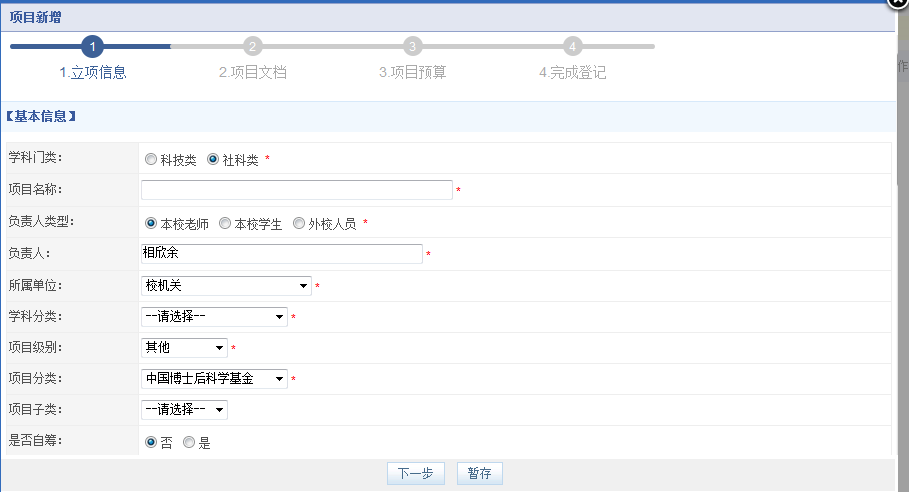 项目新增
1 2 3 4
1.立项信息 2.项目文档 3.项目预算 4.完成登记
作
【基本信息】
学科门类： 科技类 社科类 *
项目名称： *
负责人类型： 本校老师 本校学生 外校人员 *
负责人： 相欣余 *
所属单位： 校机关 *
学科分类： --请选择-- *
项目级别： 其他 *
项目分类： 中国博士后科学基金 *
项目子类： --请选择--
是否自筹： 否 是
下一步 暂存